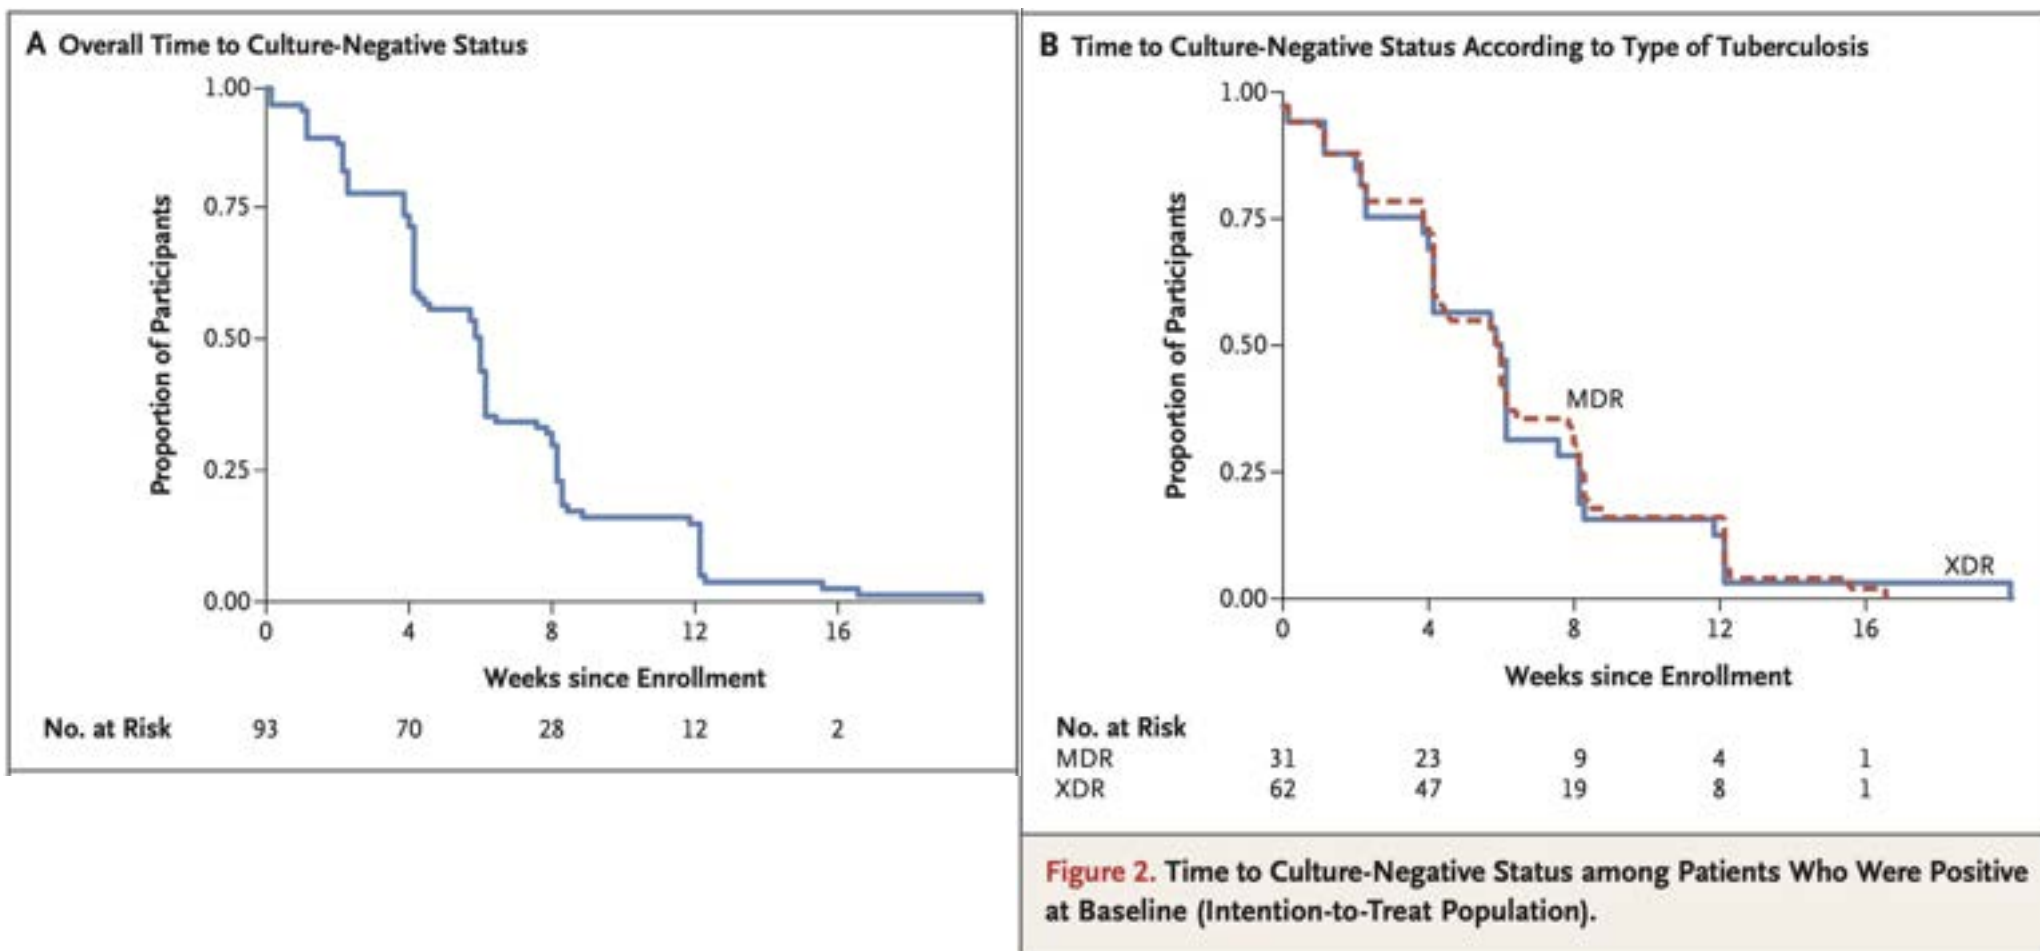 A Overall Time to Culture-Negative Status
1.00
0.75
0.50
0.25
0.00
Proportion of Participants
0 4 8 12 16
Weeks since Enrollment
No. at Risk 93 70 28 12 2
B Time to Culture-Negative Status According to Type of Tuberculosis
1.00
0.75
0.50
0.25
0.00
Proportion of Participants
MDR
XDR
0 4 8 12 16
Weeks since Enrollment
No. at Risk
MDR 31 23 9 4 1
XDR 62 47 19 8 1
Figure 2. Time to Culture-Negative Status among Patients Who Were Positive
at Baseline (Intention-to-Treat Population).